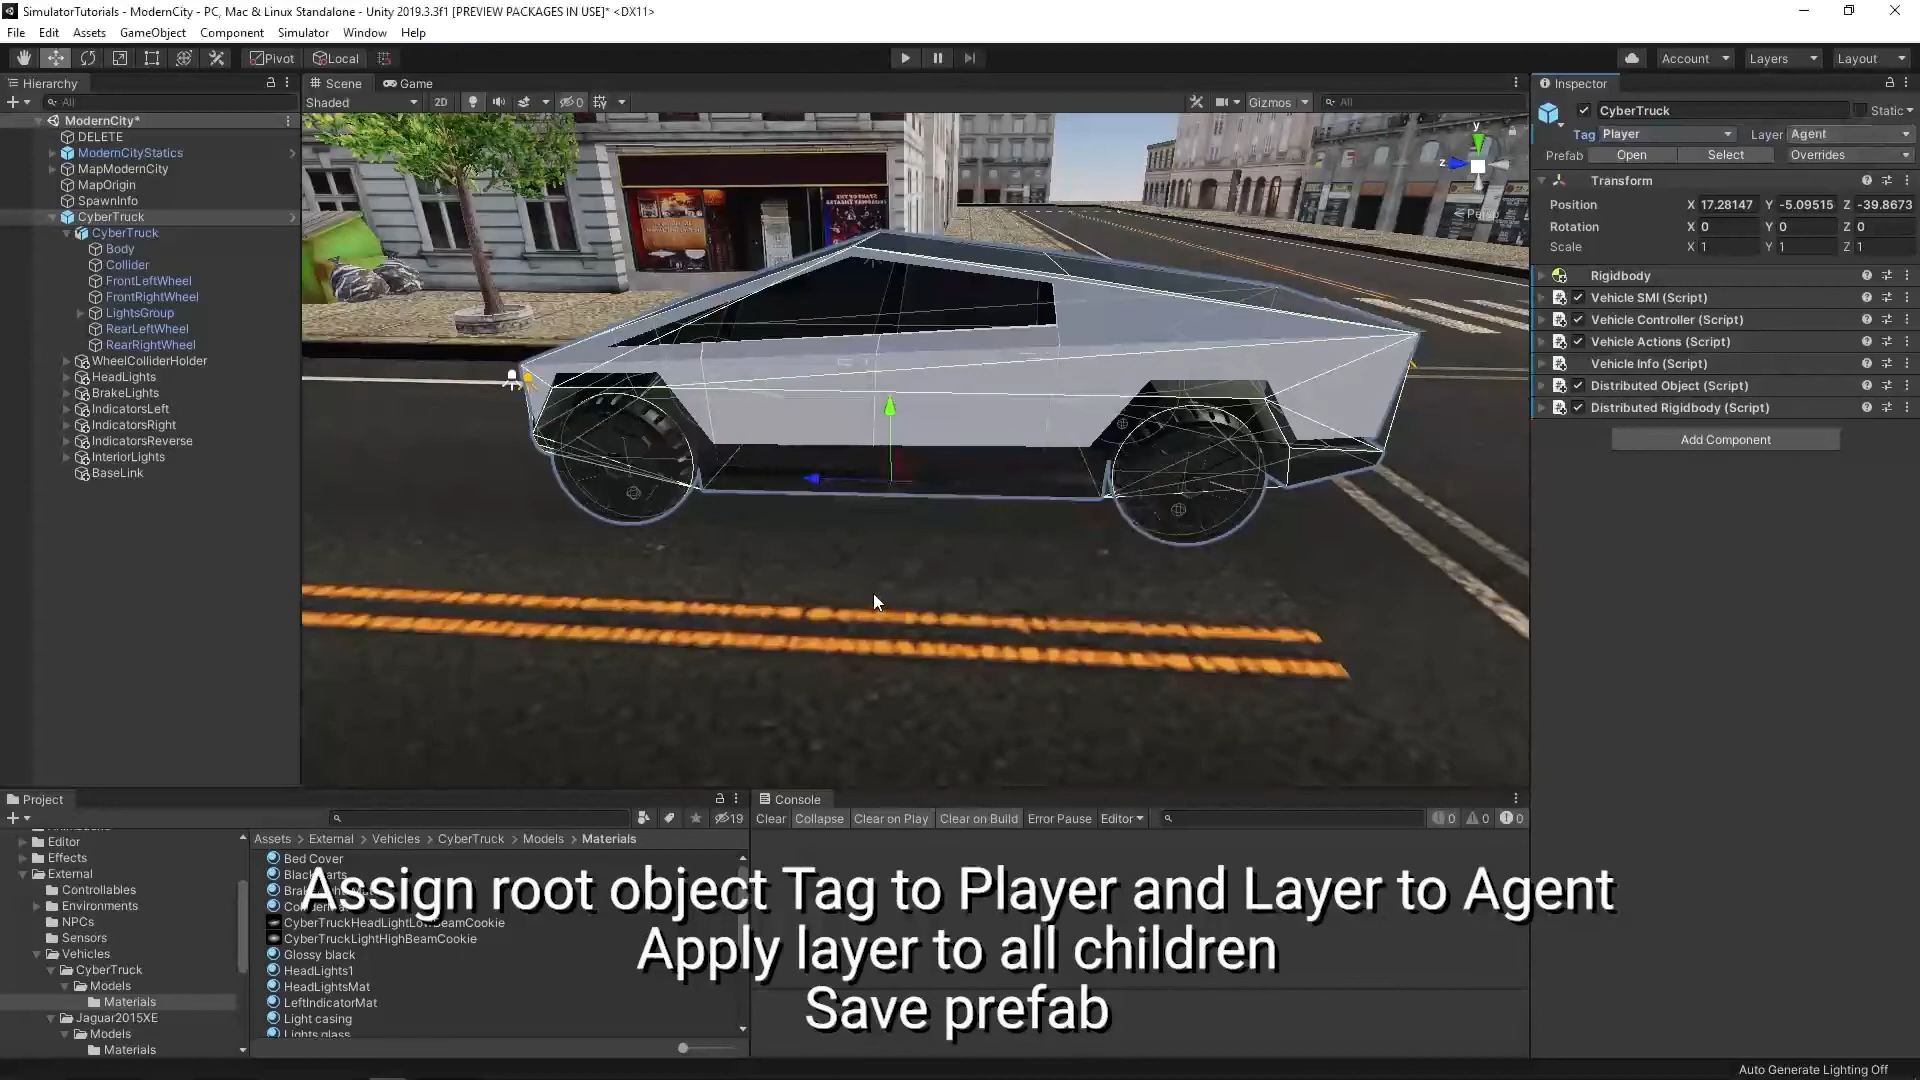 SimulatorTutorials - ModernCity - PC, Mac & Linux Standalone - Unity 2019.3.3f1 [PREVIEW PACKAGES IN USE]* <DX11>
File Edit Assets GameObject Component Simulator Window Help
Pivot Local Account Layers Layout
Hierarchy
All
ModernCity*
DELETE
ModernCityStatics
MapModernCity
MapOrigin
SpawnInfo
CyberTruck
CyberTruck
Body
Collider
FrontLeftWheel
FrontRightWheel
LightsGroup
RearLeftWheel
RearRightWheel
WheelColliderHolder
HeadLights
BrakeLights
IndicatorsLeft
IndicatorsRight
IndicatorsReverse
InteriorLights
BaseLink
Scene Game
Shaded 2D 0 Gizmos All
y
z
Persp
Inspector
CyberTruck Static
Tag Player Layer Agent
Prefab Open Select Overrides
Transform
Position X 17.28147 Y -5.09515 Z -39.8673
Rotation X 0 Y 0 Z 0
Scale X 1 Y 1 Z 1
Rigidbody
Vehicle SMI (Script)
Vehicle Controller (Script)
Vehicle Actions (Script)
Vehicle Info (Script)
Distributed Object (Script)
Distributed Rigidbody (Script)
Add Component
Project
19
Editor
Effects
External
Controllables
Environments
NPCs
Sensors
Vehicles
CyberTruck
Models
Materials
Jaguar2015XE
Models
Materials
Assets > External > Vehicles > CyberTruck > Models > Materials
Bed Cover
CyberTruckHeadLightLowBeamCookie
CyberTruckLightHighBeamCookie
Glossy black
HeadLights1
HeadLightsMat
LeftIndicatorMat
Light casing
Lights glass
Console
Clear Collapse Clear on Play Clear on Build Error Pause Editor 0 0 0
Assign root object Tag to Player and Layer to Agent
Apply layer to all children
Save prefab
Auto Generate Lighting Off